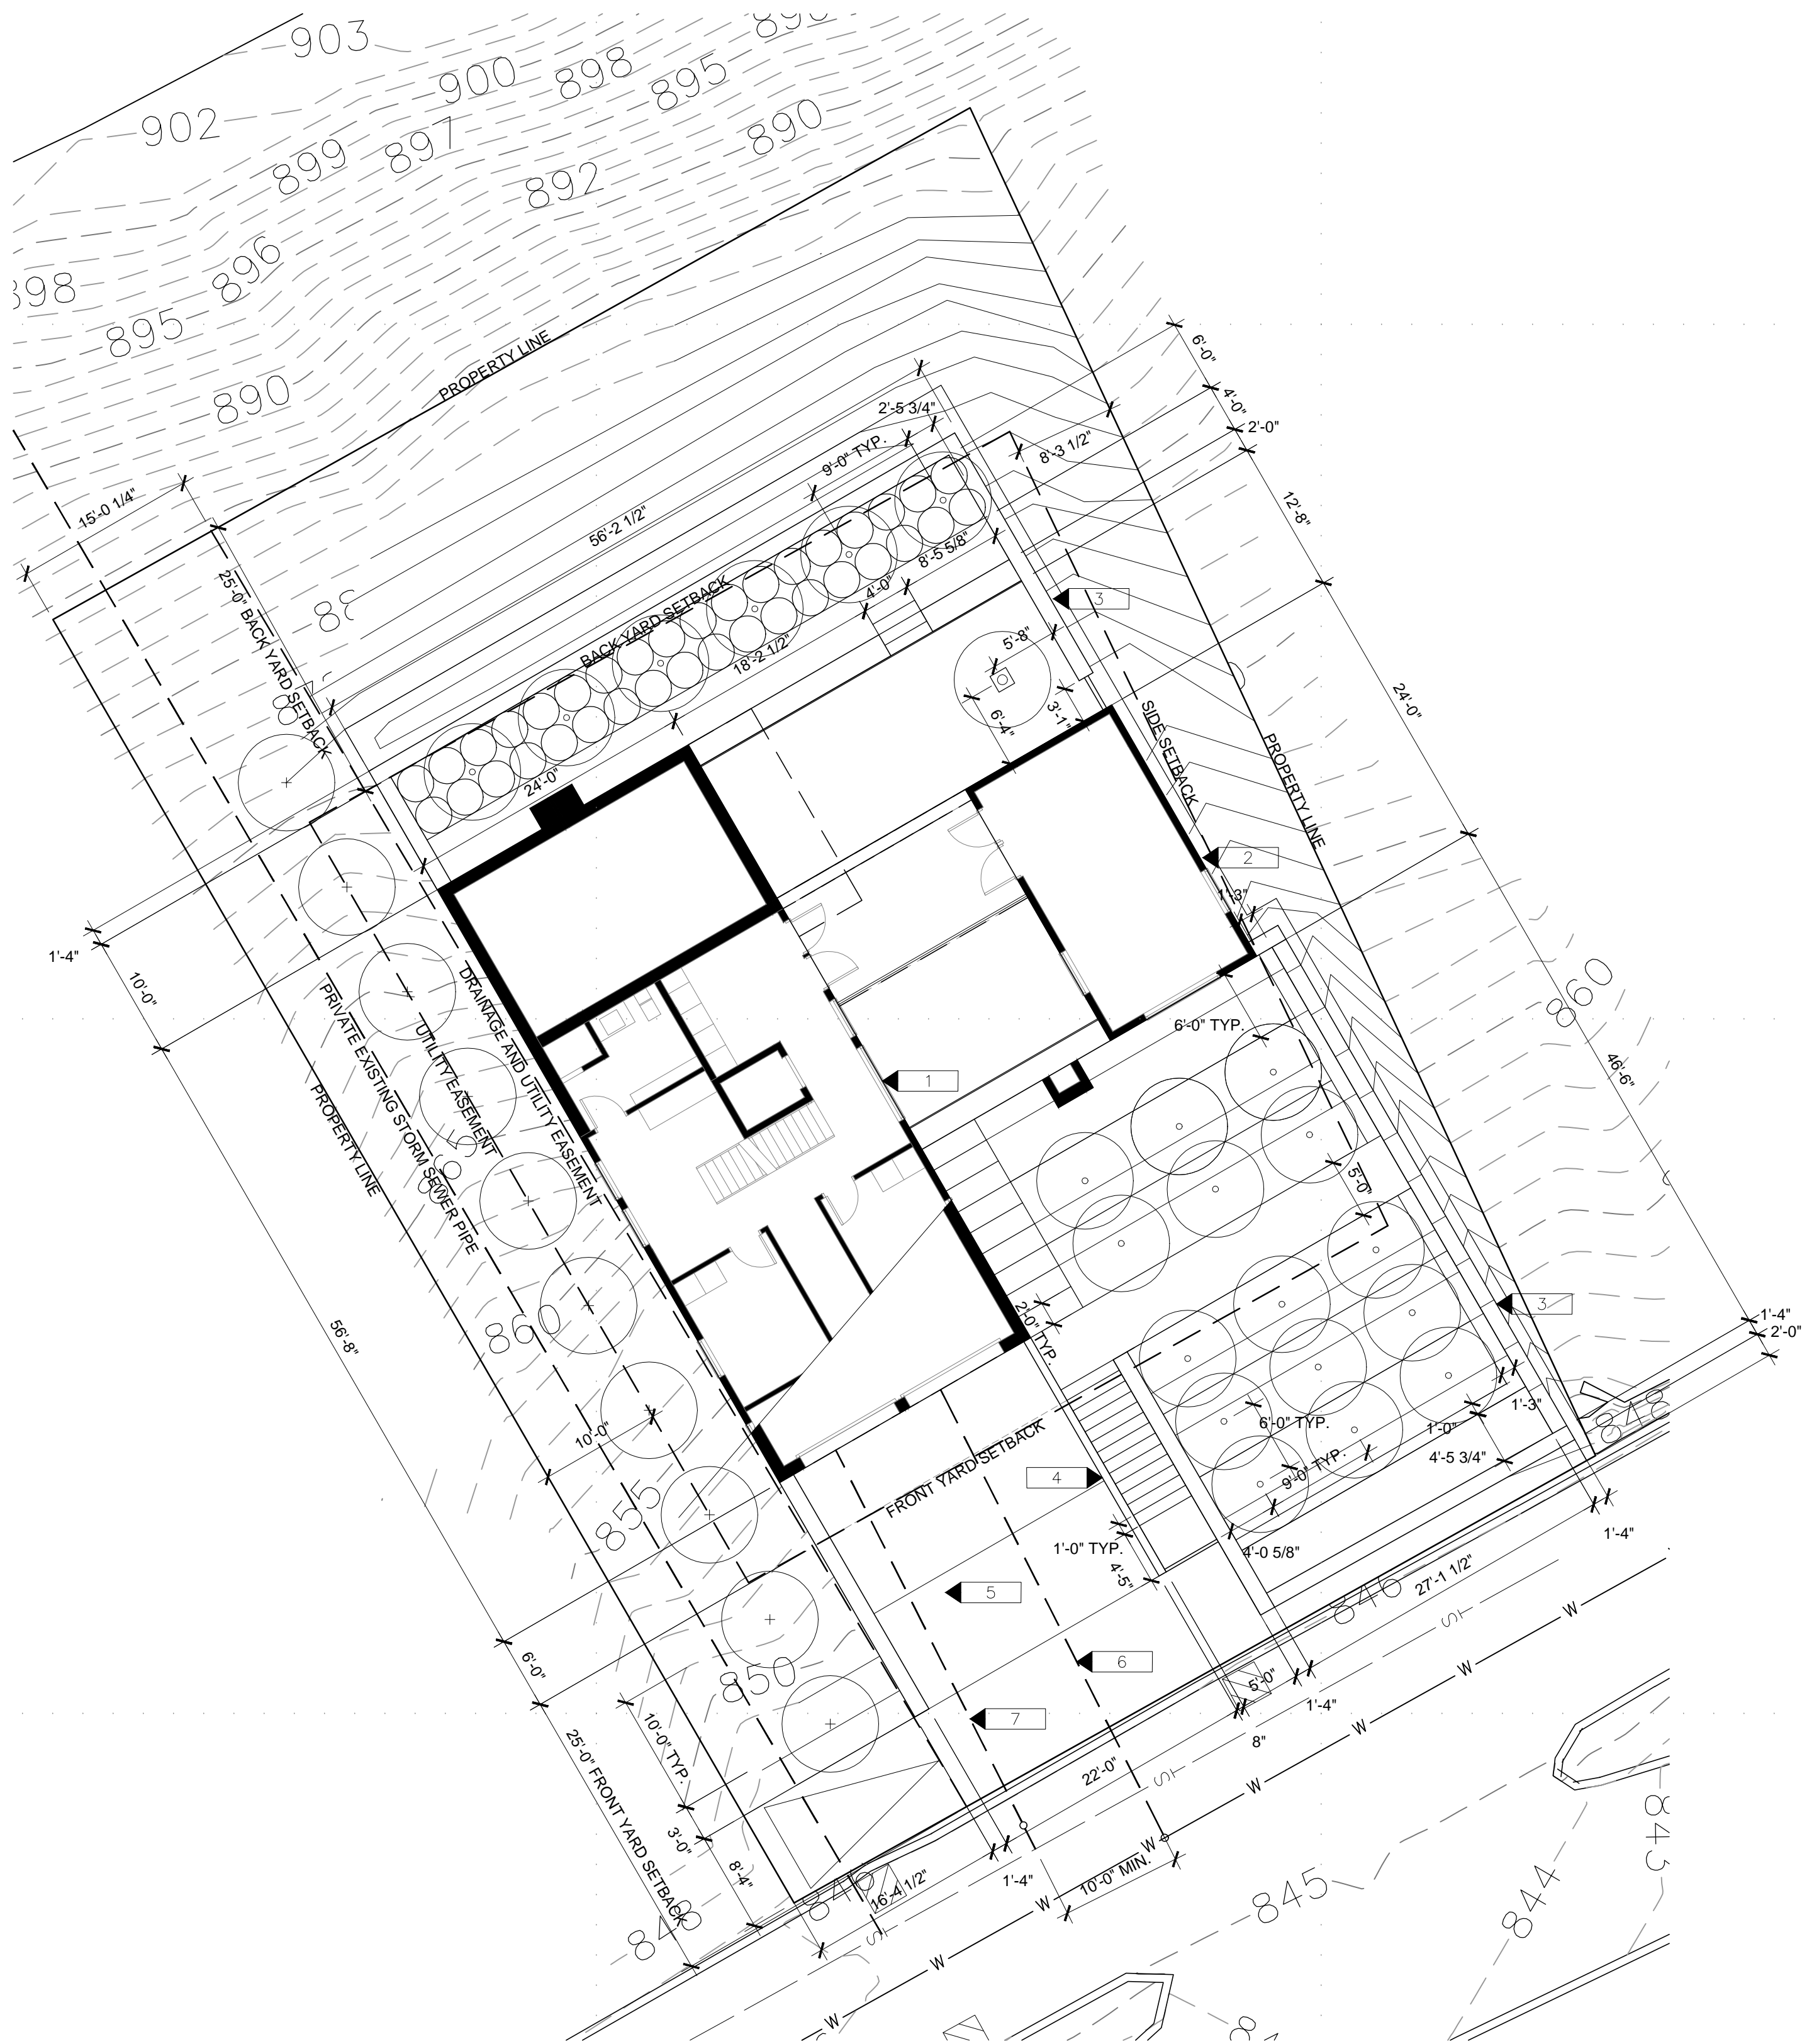 903
902
900
898
895
890
899
897
892
896
898
895
890
PROPERTY LINE
6'-0"
4'-0"
2'-0"
12'-8"
24'-0"
46'-6"
1'-4"
2'-0"
15'-0 1/4"
2'-5 3/4"
9'-0" TYP.
8'-3 1/2"
56'-2 1/2"
8'-5 5/8"
4'-0"
BACK YARD SETBACK
18'-2 1/2"
24'-0"
25'-0" BACK YARD SETBACK
5'-8"
3'-1"
6'-4"
3
SIDE SETBACK
PROPERTY LINE
2
1'-3"
860
1'-4"
10'-0"
56'-8"
DRAINAGE AND UTILITY EASEMENT
UTILITY EASEMENT
PRIVATE EXISTING STORM SEWER PIPE
PROPERTY LINE
865
1
6'-0" TYP.
5'-0"
3
860
2'-0" TYP.
10'-0"
FRONT YARD SETBACK
855
4
6'-0" TYP.
9'-0" TYP.
1'-3"
1'-0"
4'-5 3/4"
848
1'-4"
1'-0" TYP.
4'-5"
4'-0 5/8"
27'-1 1/2"
846
5
6
7
850
6'-0"
10'-0" TYP.
3'-0"
8'-4"
25'-0" FRONT YARD SETBACK
848
16'-4 1/2"
1'-4"
10'-0" MIN.
22'-0"
5'-0"
8"
1'-4"
ST
ST
W
W
W
W
W
W
W
W
845
844
843